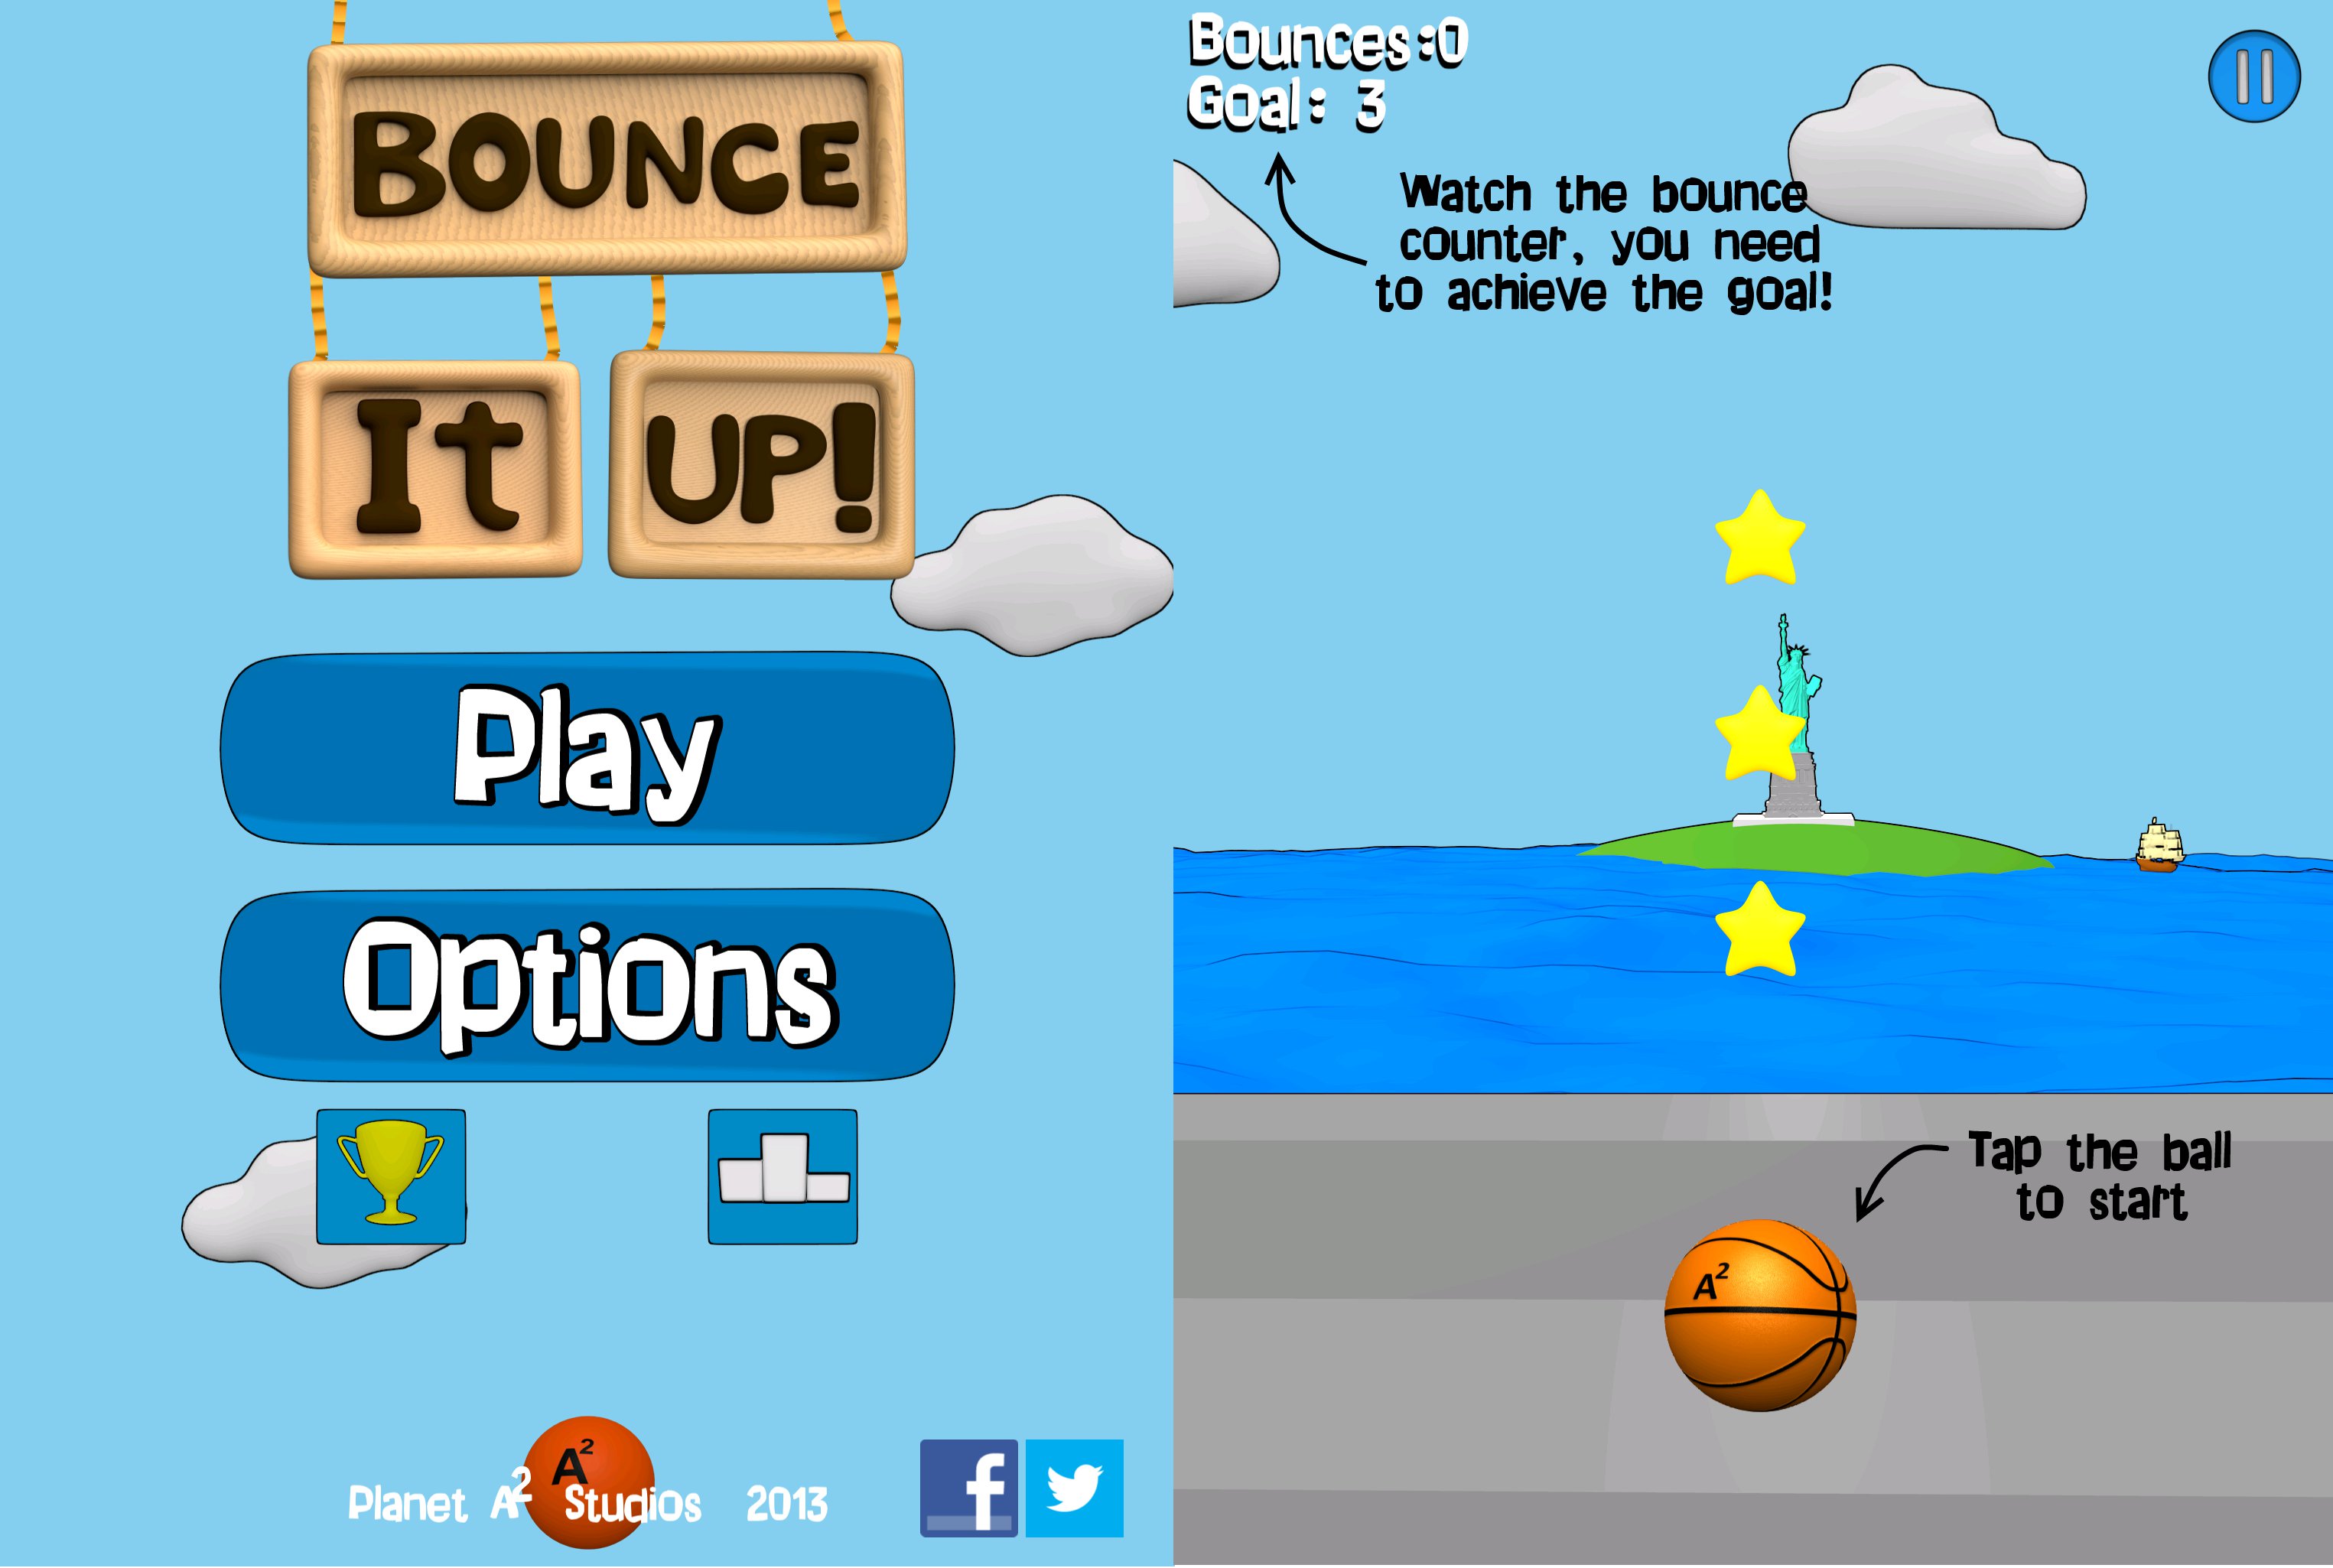 BOUNCE
It UP!
Play
Options
A²
Planet A² Studios 2013
f
Bounces:0
Goal: 3
Watch the bounce
counter, you need
to achieve the goal!
Tap the ball
to start
A²